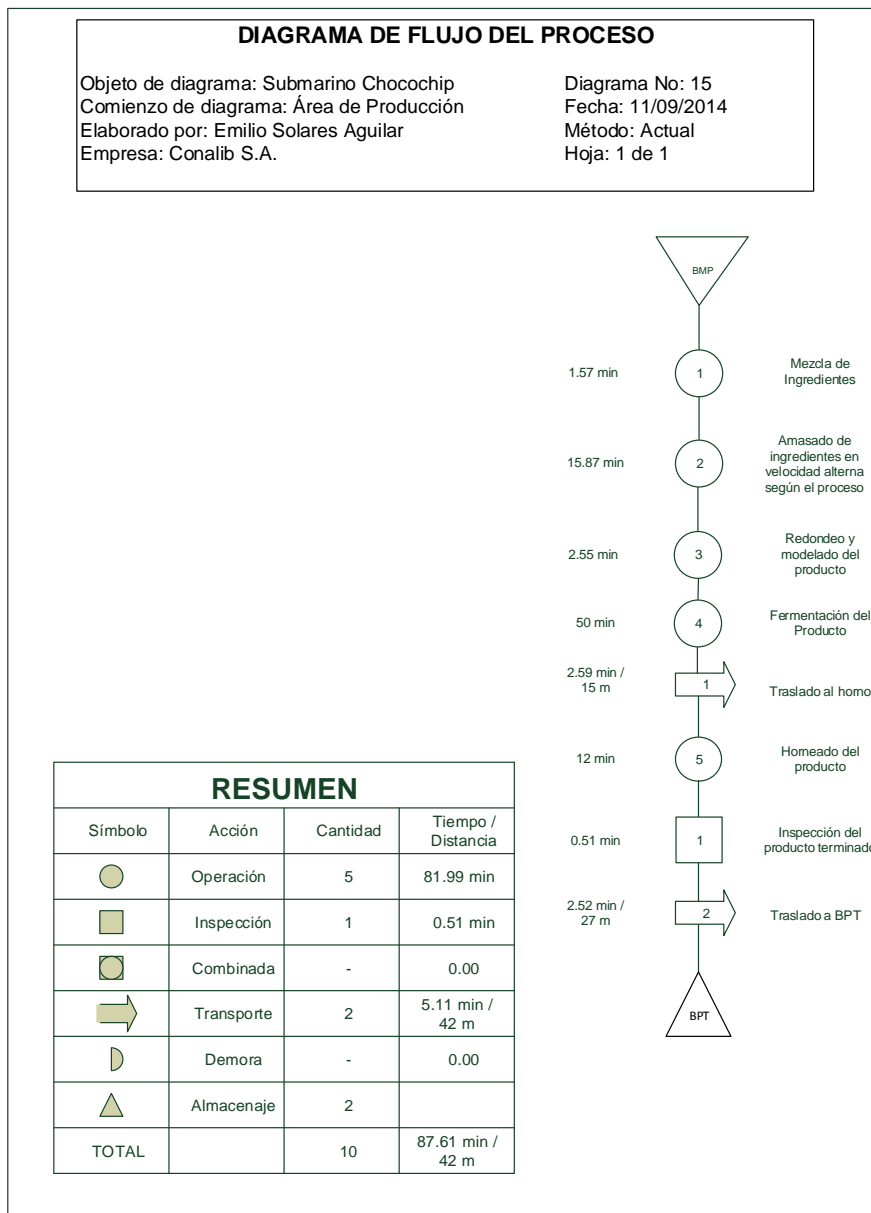 DIAGRAMA DE FLUJO DEL PROCESO
Objeto de diagrama: Submarino Chocochip
Diagrama No: 15
Comienzo de diagrama: Área de Producción
Fecha: 11/09/2014
Elaborado por: Emilio Solares Aguilar
Método: Actual
Empresa: Conalib S.A.
Hoja: 1 de 1
BMP
1.57 min
1
Mezcla de
Ingredientes
15.87 min
2
Amasado de
ingredientes en
velocidad alterna
según el proceso
2.55 min
3
Redondeo y
modelado del
producto
50 min
4
Fermentación del
Producto
2.59 min /
15 m
1
Traslado al horno
12 min
5
Horneado del
producto
0.51 min
1
Inspección del
producto terminado
2.52 min /
27 m
2
Traslado a BPT
BPT
RESUMEN
Símbolo
Acción
Cantidad
Tiempo /
Distancia
Operación
5
81.99 min
Inspección
1
0.51 min
Combinada
-
0.00
Transporte
2
5.11 min /
42 m
Demora
-
0.00
Almacenaje
2
TOTAL
10
87.61 min /
42 m